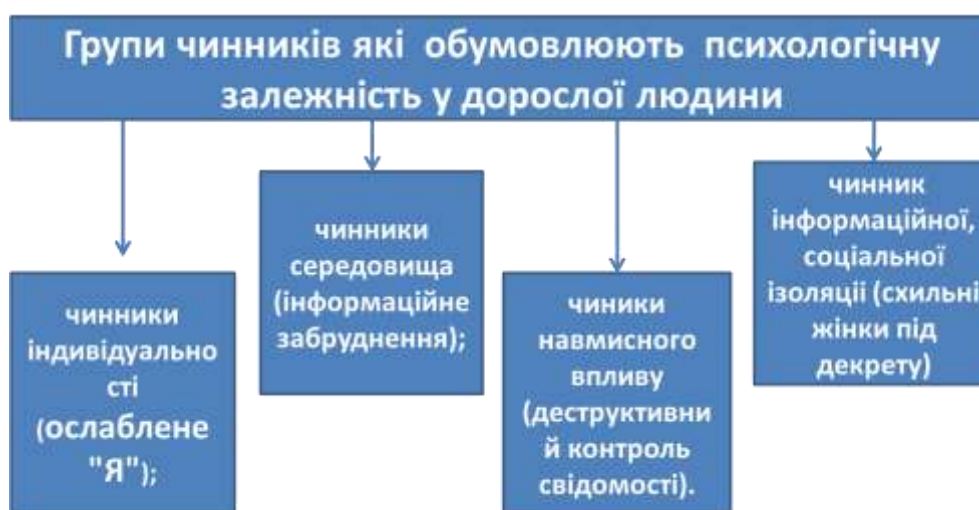 Групи чинників які обумовлюють психологічну
залежність у дорослої людини
чинники
індивідуально
сті
(ослаблене
"Я");
чинники
середовища
(інформаційне
забруднення);
чиники
навмисного
впливу
(деструктивни
й контроль
свідомості).
чинник
інформаційної,
соціальної
ізоляціі (схильні
жінки під
декрету)